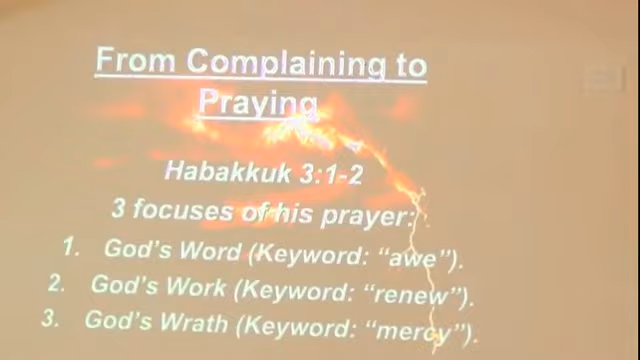 From Complaining to
Praying
Habakkuk 3:1-2
3 focuses of his prayer:
1. God's Word (Keyword: "awe").
2. God's Work (Keyword: "renew").
3. God's Wrath (Keyword: "mercy").